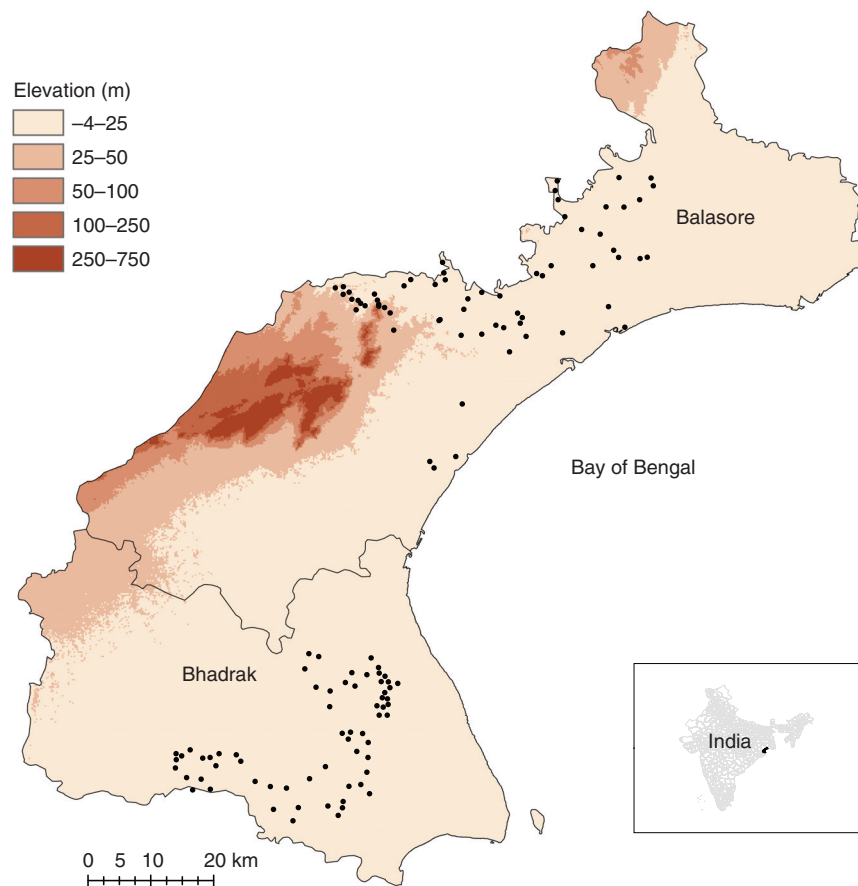 Elevation (m)
–4–25
25–50
50–100
100–250
250–750
Balasore
Bay of Bengal
Bhadrak
India
0 5 10 20 km